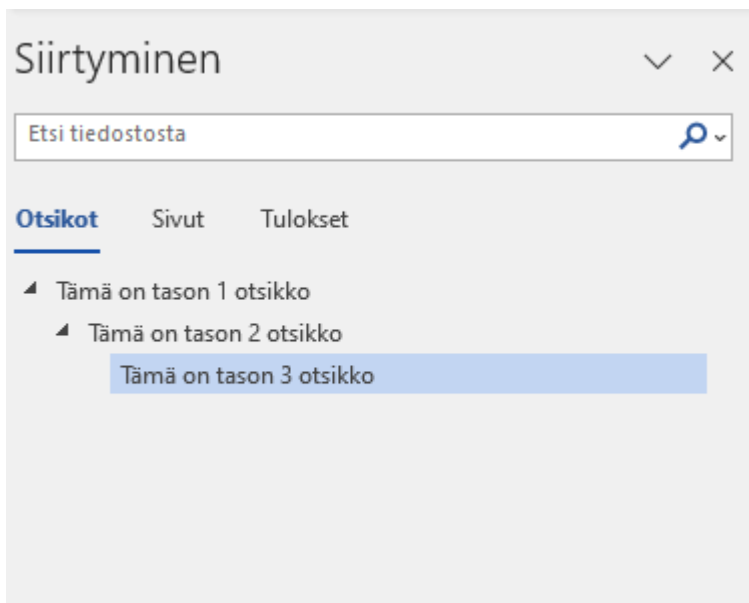 Siirtyminen
Etsi tiedostosta
Otsikot Sivut Tulokset
Tämä on tason 1 otsikko
Tämä on tason 2 otsikko
Tämä on tason 3 otsikko